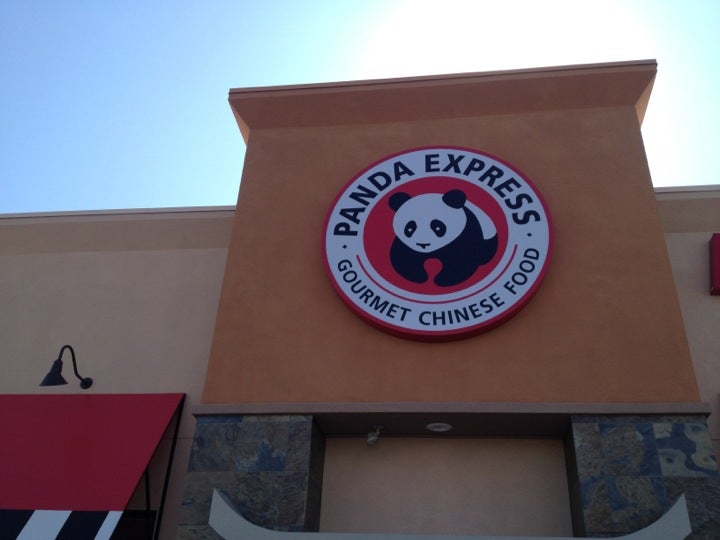 PANDA EXPRESS
GOURMET CHINESE FOOD